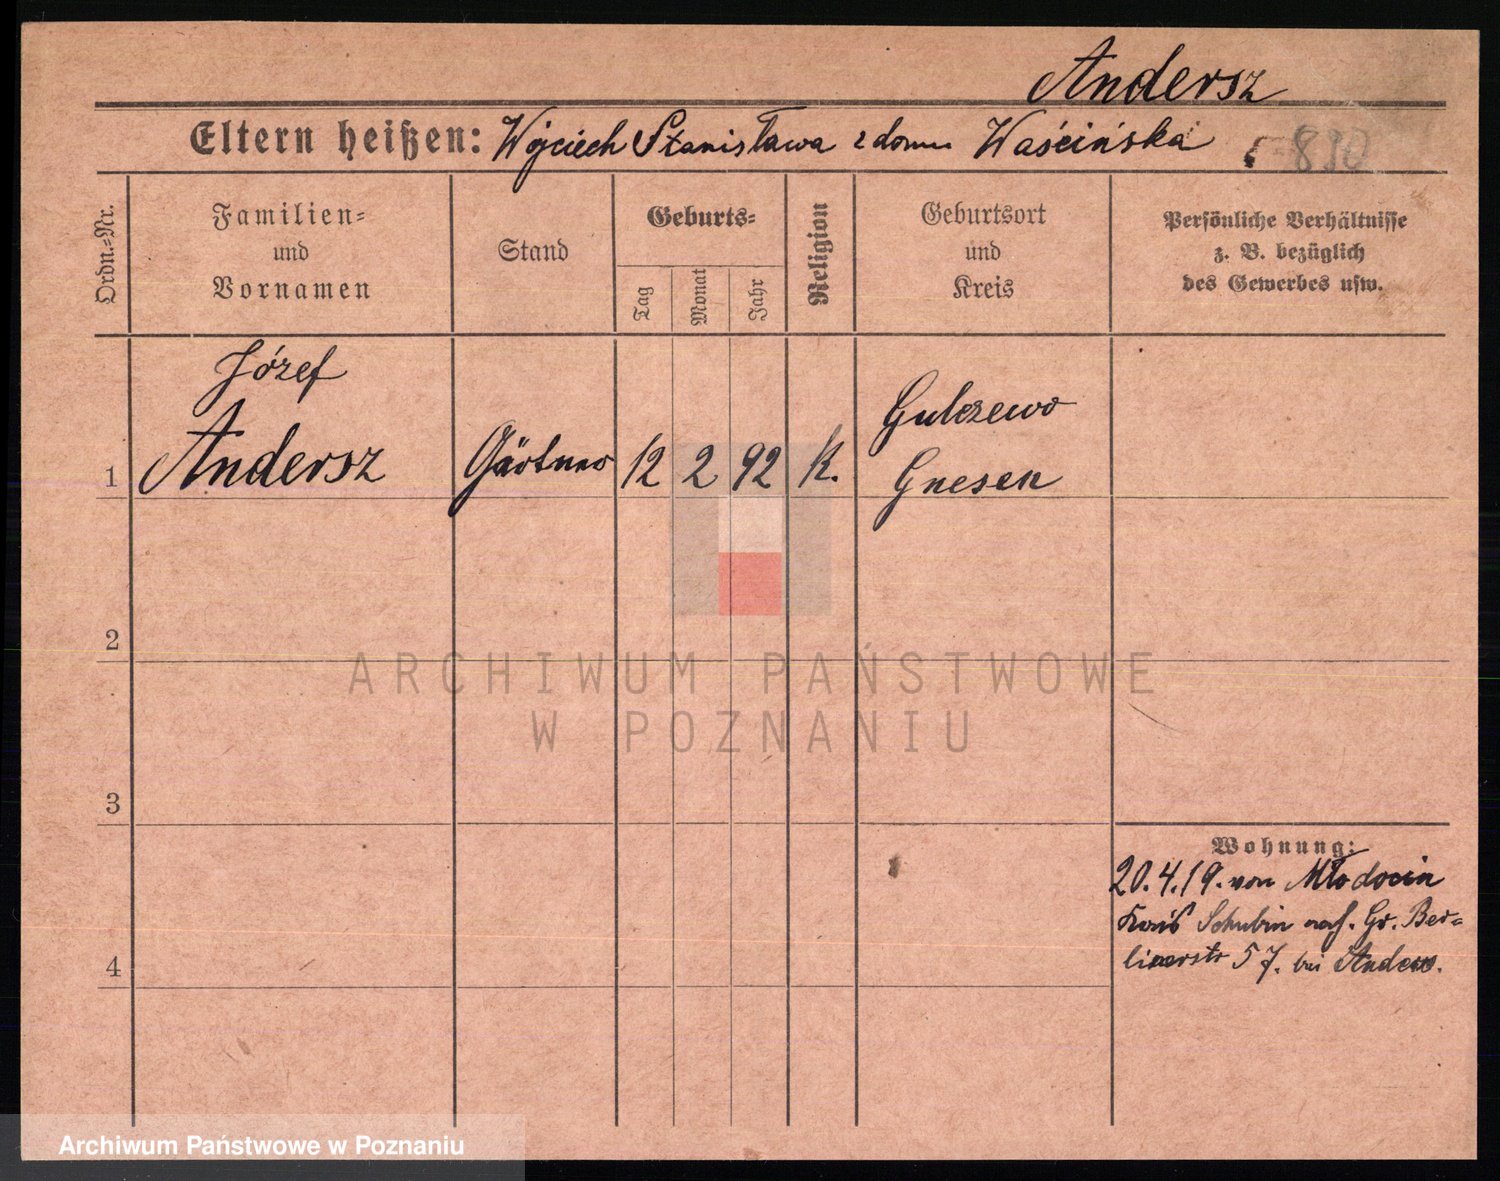 Andersz
Eltern heißen: Wojciech Stanisława z domu Waścińska 890
Ordn.=Nr.
Familien=
und
Vornamen
Stand
Geburts=
Tag
Monat
Jahr
Religion
Geburtsort
und
Kreis
Persönliche Verhältnisse
z. B. bezüglich
des Gewerbes usw.
Józef
1 Andersz Gärtner 12 2 92 K. Gulczewo
Gnesen
2
ARCHIWUM PAŃSTWOWE
W POZNANIU
3
Wohnung:
20.4.19. von Młodocin
Kreis Schubin nach. Gr. Ber=
4 linerstr 57. bei
Archiwum Państwowe w Poznaniu